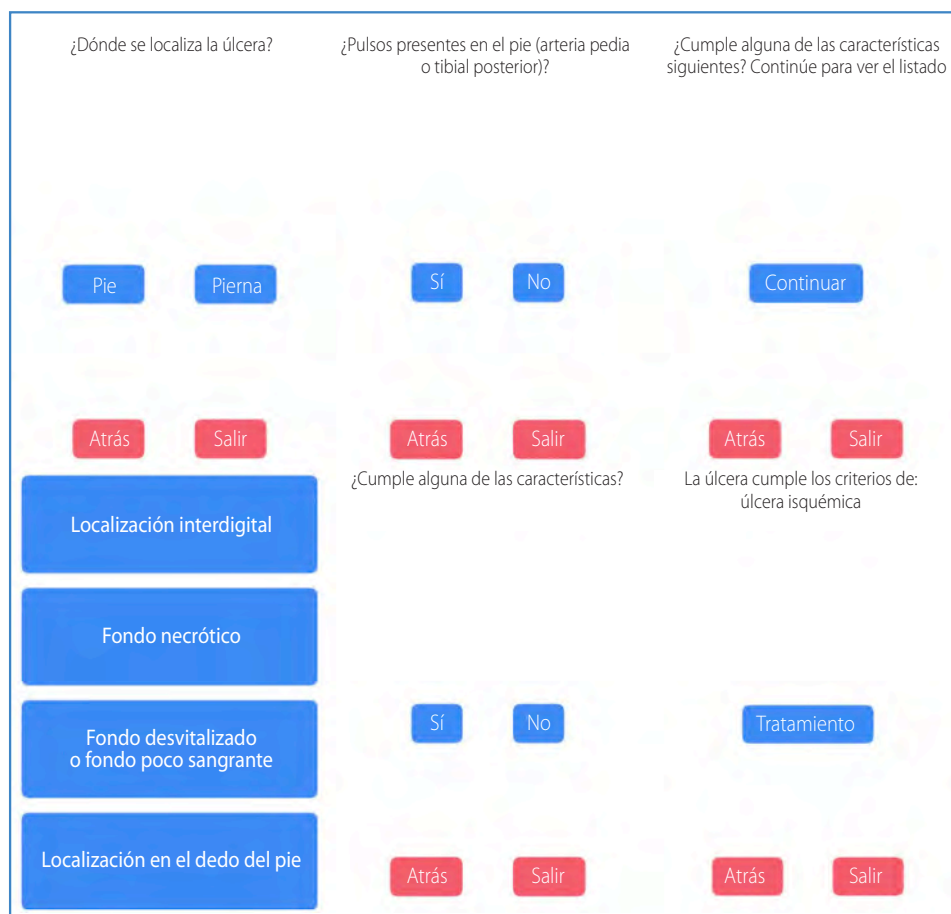 ¿Dónde se localiza la úlcera?
Pie
Pierna
Atrás
Salir
¿Pulsos presentes en el pie (arteria pedia
o tibial posterior)?
Sí
No
Atrás
Salir
¿Cumple alguna de las características
siguientes? Continúe para ver el listado
Continuar
Atrás
Salir
Localización interdigital
Fondo necrótico
Fondo desvitalizado
o fondo poco sangrante
Localización en el dedo del pie
¿Cumple alguna de las características?
Sí
No
Atrás
Salir
La úlcera cumple los criterios de:
úlcera isquémica
Tratamiento
Atrás
Salir